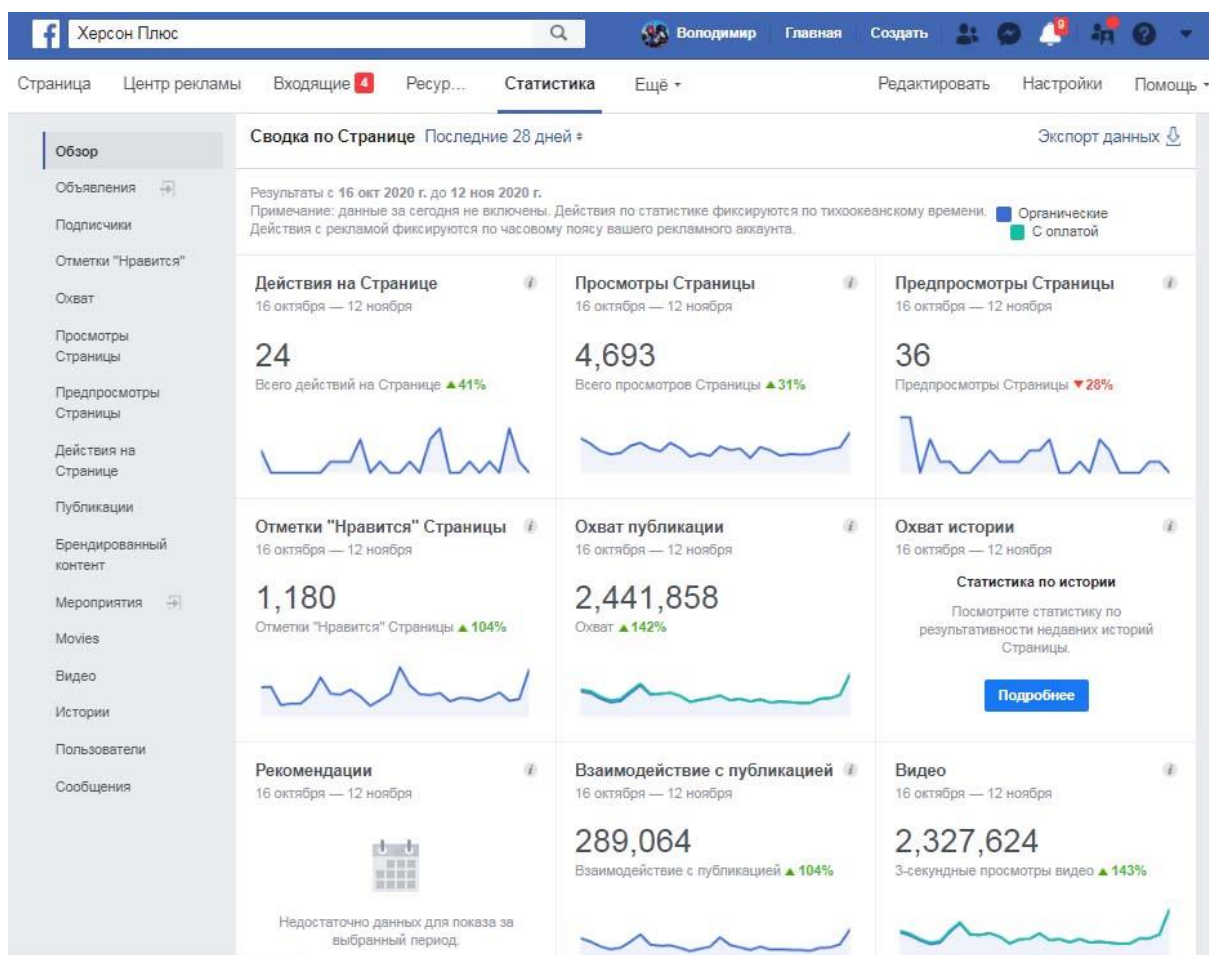 Херсон Плюс
Володимир Главная Создать 9
Страница Центр рекламы Входящие 4 Ресур... Статистика Ещё Редактировать Настройки Помощь
Обзор
Объявления
Подписчики
Отметки "Нравится"
Охват
Просмотры
Страницы
Предпросмотры
Страницы
Действия на
Странице
Публикации
Брендированный
контент
Мероприятия
Movies
Видео
Истории
Пользователи
Сообщения
Сводка по Странице Последние 28 дней Экспорт данных
Результаты с 16 окт 2020 г. до 12 ноя 2020 г.
Примечание: данные за сегодня не включены. Действия по статистике фиксируются по тихоокеанскому времени.
Действия с рекламой фиксируются по часовому поясу вашего рекламного аккаунта.
Органические
С оплатой
Действия на Странице
16 октября — 12 ноября
24
Всего действий на Странице ▲41%
Просмотры Страницы
16 октября — 12 ноября
4,693
Всего просмотров Страницы ▲31%
Предпросмотры Страницы
16 октября — 12 ноября
36
Предпросмотры Страницы ▼28%
Отметки "Нравится" Страницы
16 октября — 12 ноября
1,180
Отметки "Нравится" Страницы ▲104%
Охват публикации
16 октября — 12 ноября
2,441,858
Охват ▲142%
Охват истории
16 октября — 12 ноября
Статистика по истории
Посмотрите статистику по
результативности недавних историй
Страницы.
Подробнее
Рекомендации
16 октября — 12 ноября
Недостаточно данных для показа за
выбранный период.
Взаимодействие с публикацией
16 октября — 12 ноября
289,064
Взаимодействие с публикацией ▲104%
Видео
16 октября — 12 ноября
2,327,624
3-секундные просмотры видео ▲143%